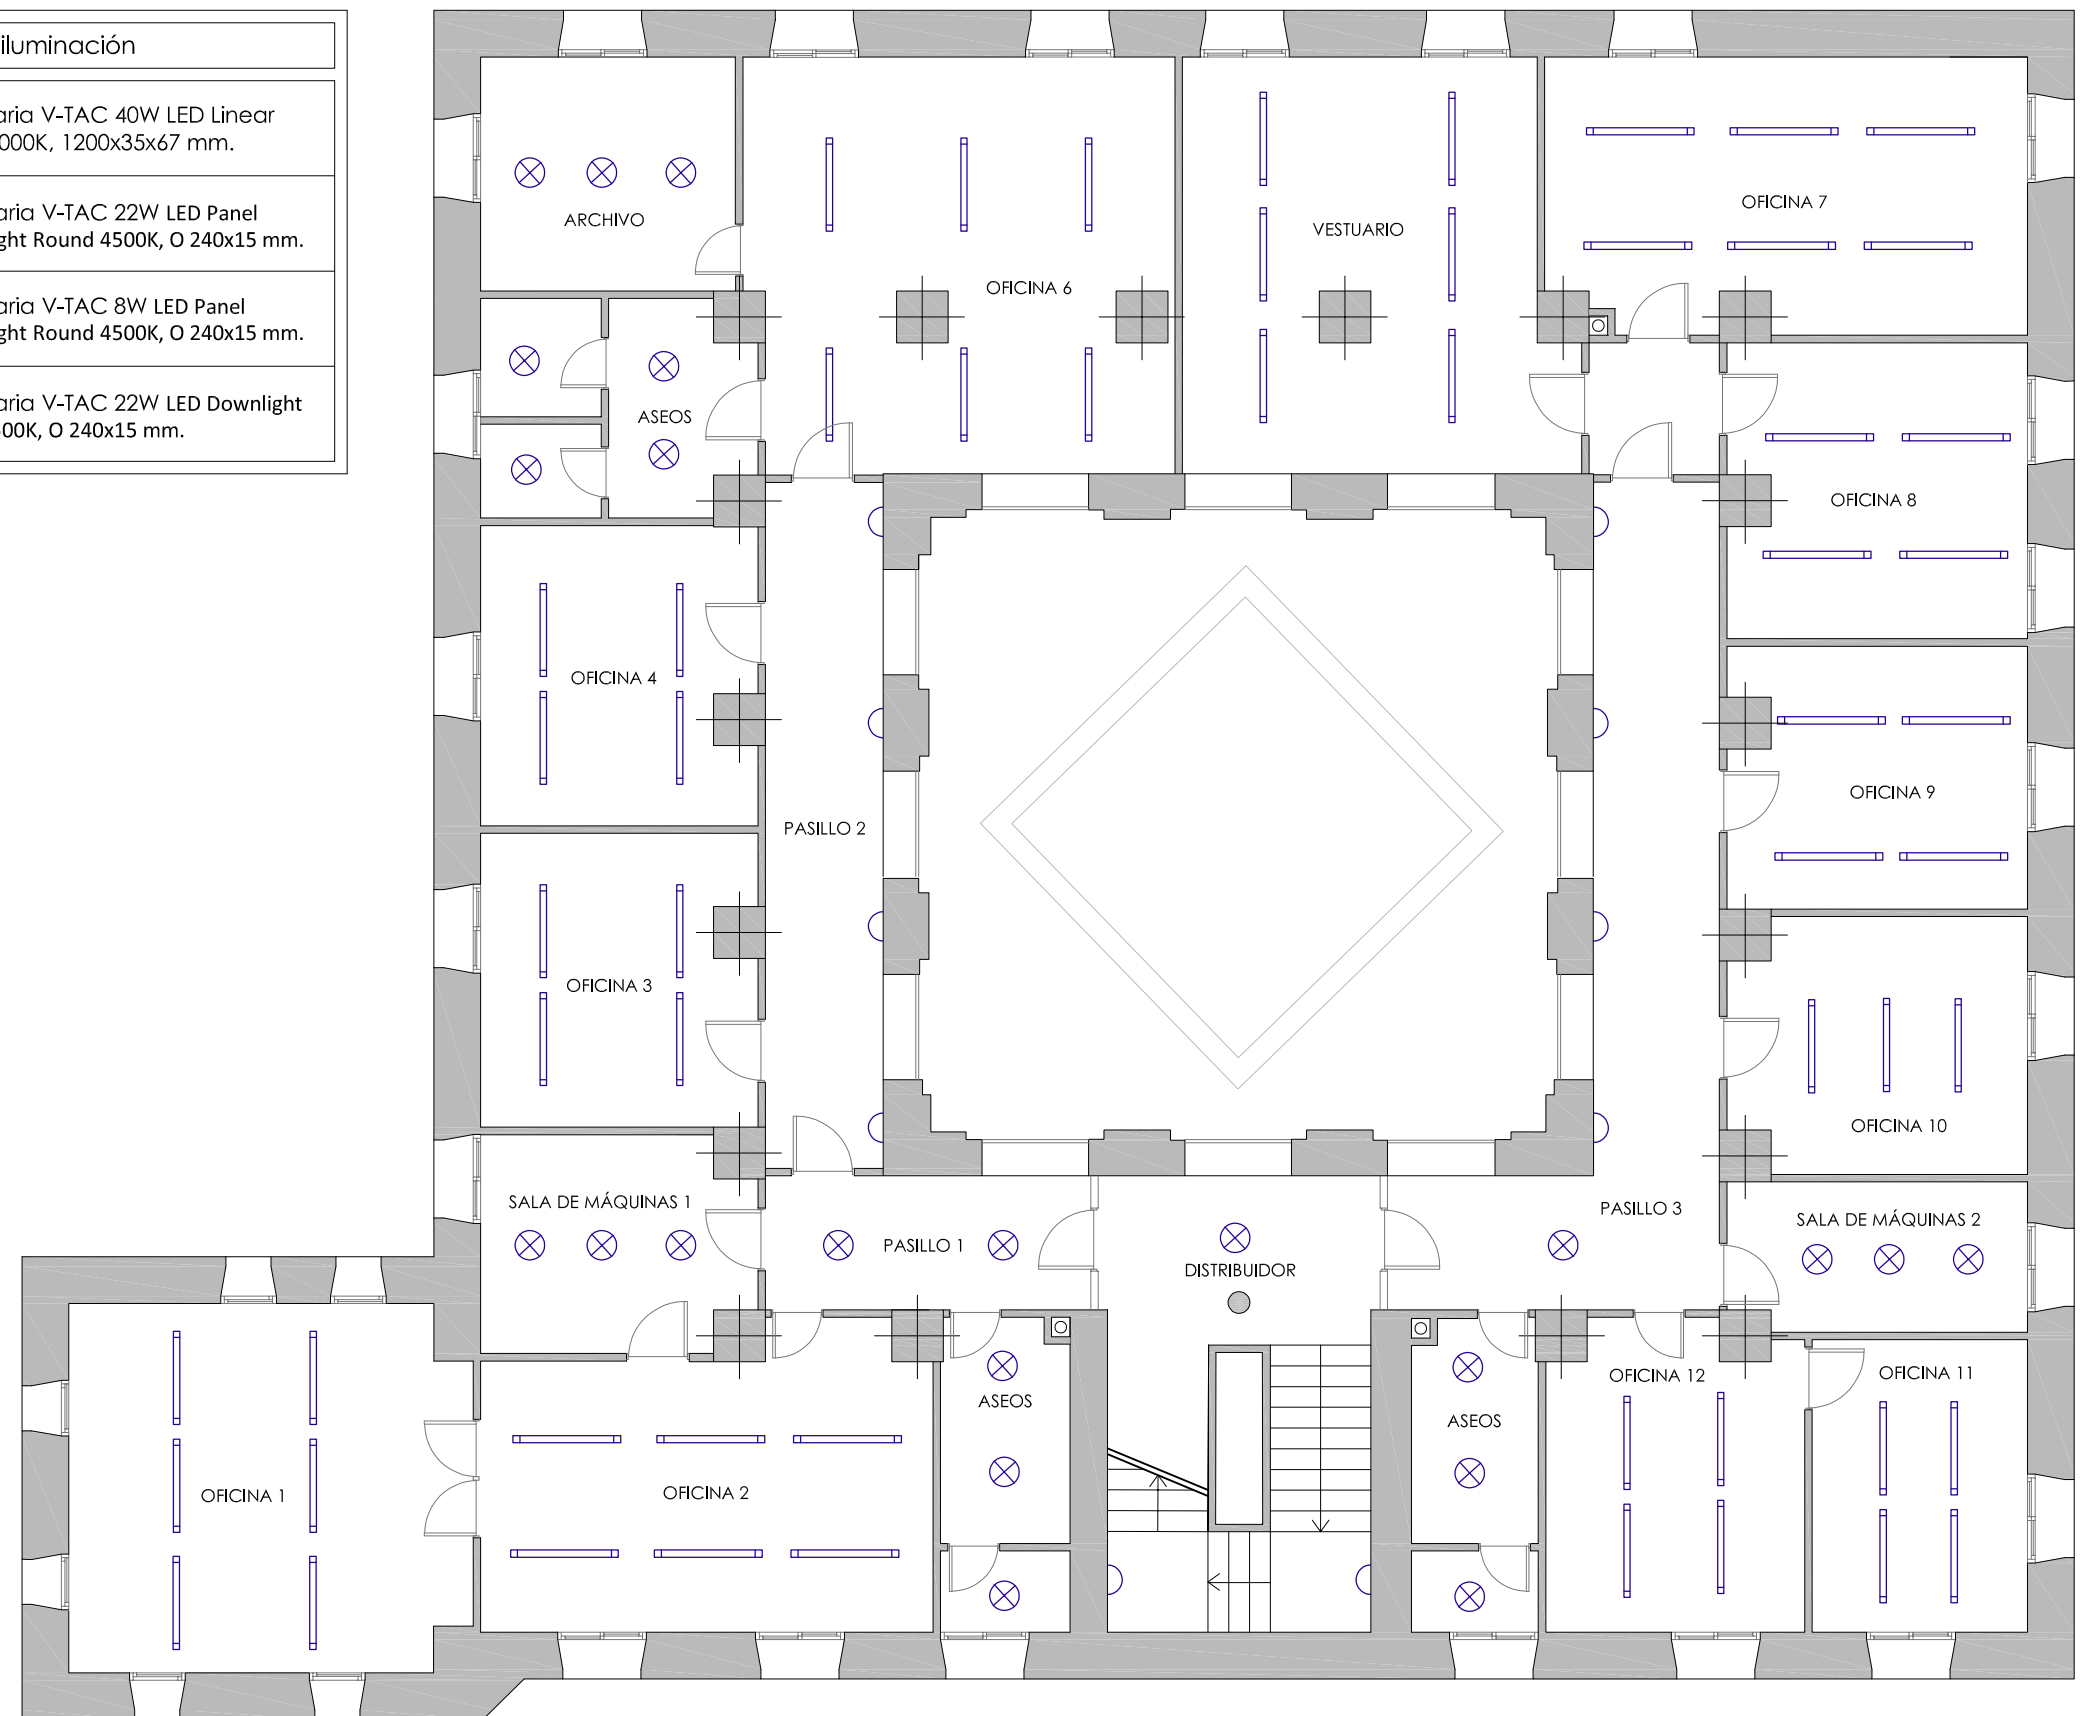 iluminación
aria V-TAC 40W LED Linear
000K, 1200x35x67 mm.
aria V-TAC 22W LED Panel
ght Round 4500K, O 240x15 mm.
aria V-TAC 8W LED Panel
ght Round 4500K, O 240x15 mm.
aria V-TAC 22W LED Downlight
500K, O 240x15 mm.
ARCHIVO
OFICINA 6
VESTUARIO
OFICINA 7
ASEOS
OFICINA 8
OFICINA 4
OFICINA 9
PASILLO 2
OFICINA 3
OFICINA 10
SALA DE MÁQUINAS 1
PASILLO 1
DISTRIBUIDOR
PASILLO 3
SALA DE MÁQUINAS 2
OFICINA 1
OFICINA 2
ASEOS
ASEOS
OFICINA 12
OFICINA 11